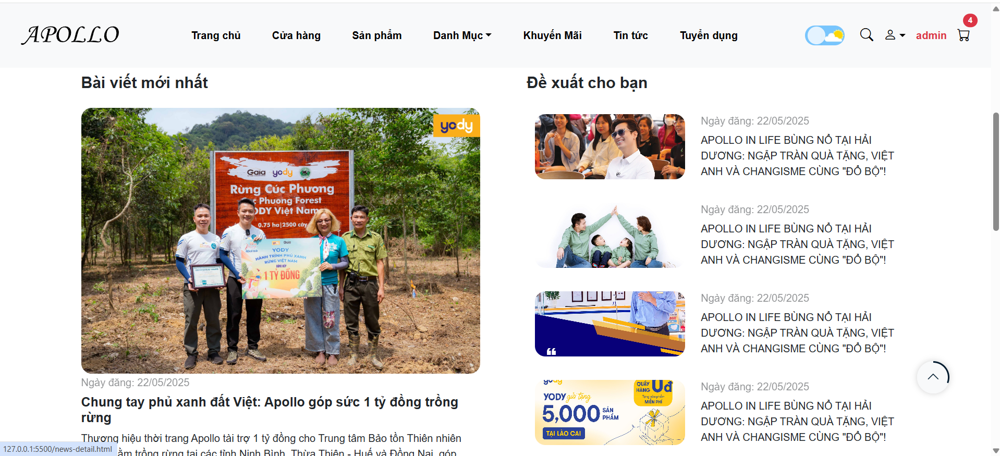 APOLLO
Trang chủ
Cửa hàng
Sản phẩm
Danh Mục
Khuyến Mãi
Tin tức
Tuyển dụng
admin
4
Bài viết mới nhất
yody
Gaia yody
Rừng Cúc Phương
Phuong Forest
ODY Việt Nam
0.75 ha|2500 cây
YODY
HÀNH TRÌNH PHỦ XANH
RỪNG VIỆT NAM
ĐÓNG GÓP
1 TỶ ĐỒNG
Ngày đăng: 22/05/2025
Chung tay phủ xanh đất Việt: Apollo góp sức 1 tỷ đồng trồng
rừng
Thương hiệu thời trang Apollo tài trợ 1 tỷ đồng cho Trung tâm Bảo tồn Thiên nhiên
ằm trồng rừng tại các tỉnh Ninh Bình, Thừa Thiên - Huế và Đồng Nai, góp
127.0.0.1:5500/news-detail.html
Đề xuất cho bạn
Ngày đăng: 22/05/2025
APOLLO IN LIFE BÙNG NỔ TẠI HẢI
DƯƠNG: NGẬP TRÀN QUÀ TẶNG, VIỆT
ANH VÀ CHANGISME CÙNG "ĐỔ BỘ"!
Ngày đăng: 22/05/2025
APOLLO IN LIFE BÙNG NỔ TẠI HẢI
DƯƠNG: NGẬP TRÀN QUÀ TẶNG, VIỆT
ANH VÀ CHANGISME CÙNG "ĐỔ BỘ"!
Ngày đăng: 22/05/2025
APOLLO IN LIFE BÙNG NỔ TẠI HẢI
DƯƠNG: NGẬP TRÀN QUÀ TẶNG, VIỆT
ANH VÀ CHANGISME CÙNG "ĐỔ BỘ"!
yody
YODY gửi tặng
5,000 SẢN
PHẨM
TẠI LÀO CAI
QUẦY
HÀNG
0đ
Tặng sản phẩm
MIỄN PHÍ
Ngày đăng: 22/05/2025
APOLLO IN LIFE BÙNG NỔ TẠI HẢI
DƯƠNG: NGẬP TRÀN QUÀ TẶNG, VIỆT
ANH VÀ CHANGISME CÙNG "ĐỔ BỘ"!